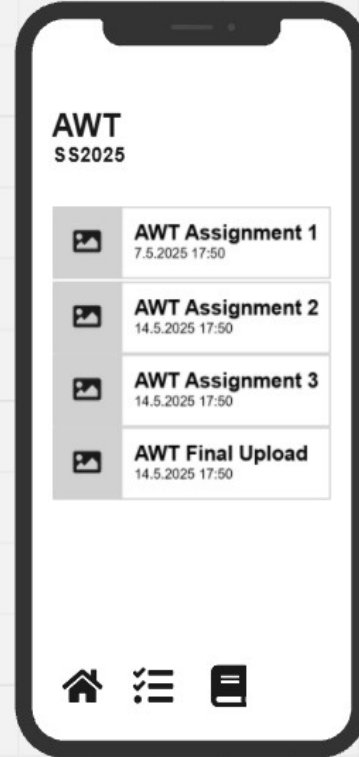 AWT
SS2025
AWT Assignment 1
7.5.2025 17:50
AWT Assignment 2
14.5.2025 17:50
AWT Assignment 3
14.5.2025 17:50
AWT Final Upload
14.5.2025 17:50